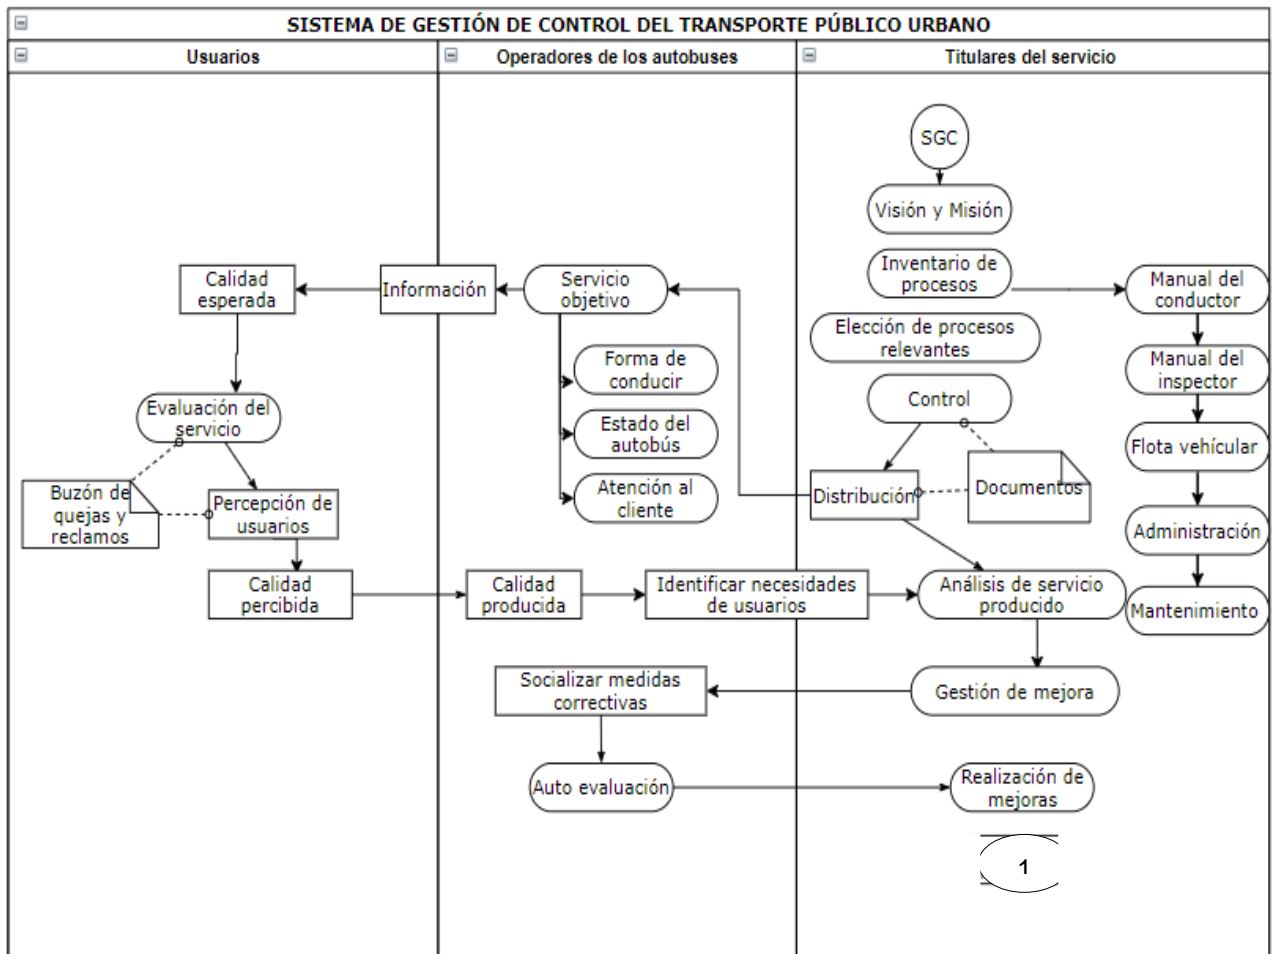 SISTEMA DE GESTIÓN DE CONTROL DEL TRANSPORTE PÚBLICO URBANO
Usuarios
Operadores de los autobuses
Titulares del servicio
SGC
Visión y Misión
Inventario de
procesos
Manual del
conductor
Servicio
objetivo
Información
Calidad
esperada
Elección de procesos
relevantes
Forma de
conducir
Manual del
inspector
Control
Evaluación del
servicio
Estado del
autobús
Flota vehícular
Documentos
Distribución
Atención al
cliente
Buzón de
quejas y
reclamos
Percepción de
usuarios
Administración
Calidad
percibida
Calidad
producida
Identificar necesidades
de usuarios
Análisis de servicio
producido
Mantenimiento
Socializar medidas
correctivas
Gestión de mejora
Auto evaluación
Realización de
mejoras
1